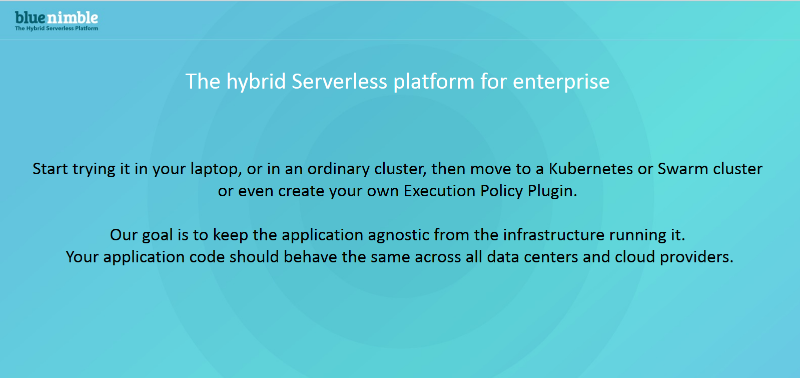 bluenimble
The Hybrid Serverless Platform
The hybrid Serverless platform for enterprise
Start trying it in your laptop, or in an ordinary cluster, then move to a Kubernetes or Swarm cluster
or even create your own Execution Policy Plugin.
Our goal is to keep the application agnostic from the infrastructure running it.
Your application code should behave the same across all data centers and cloud providers.